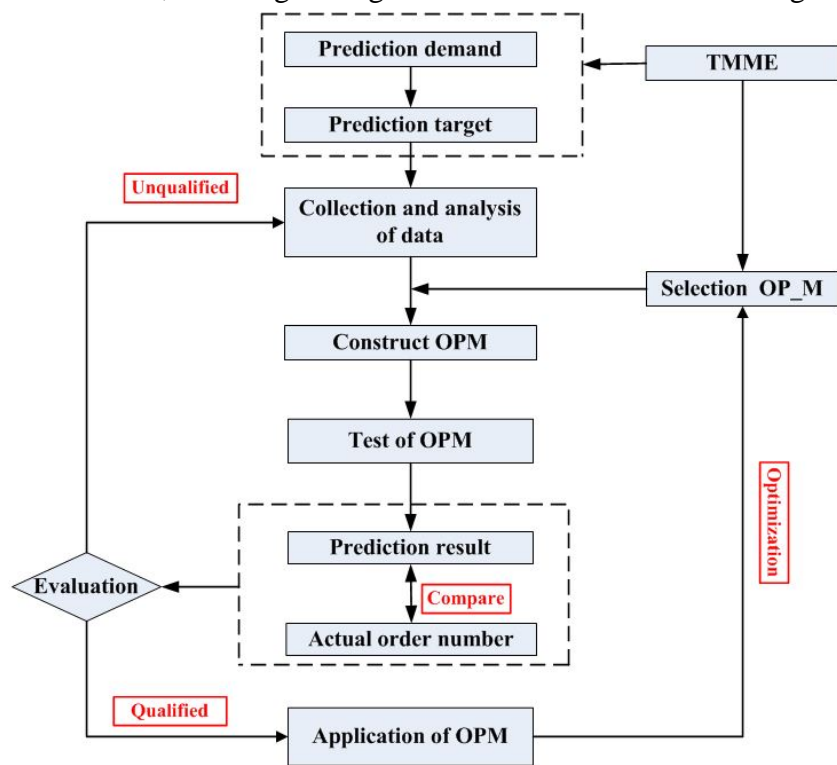 Prediction demand
TMME
Prediction target
Unqualified
Collection and analysis
of data
Selection OP_M
Construct OPM
Test of OPM
Optimization
Prediction result
Evaluation
Compare
Actual order number
Qualified
Application of OPM